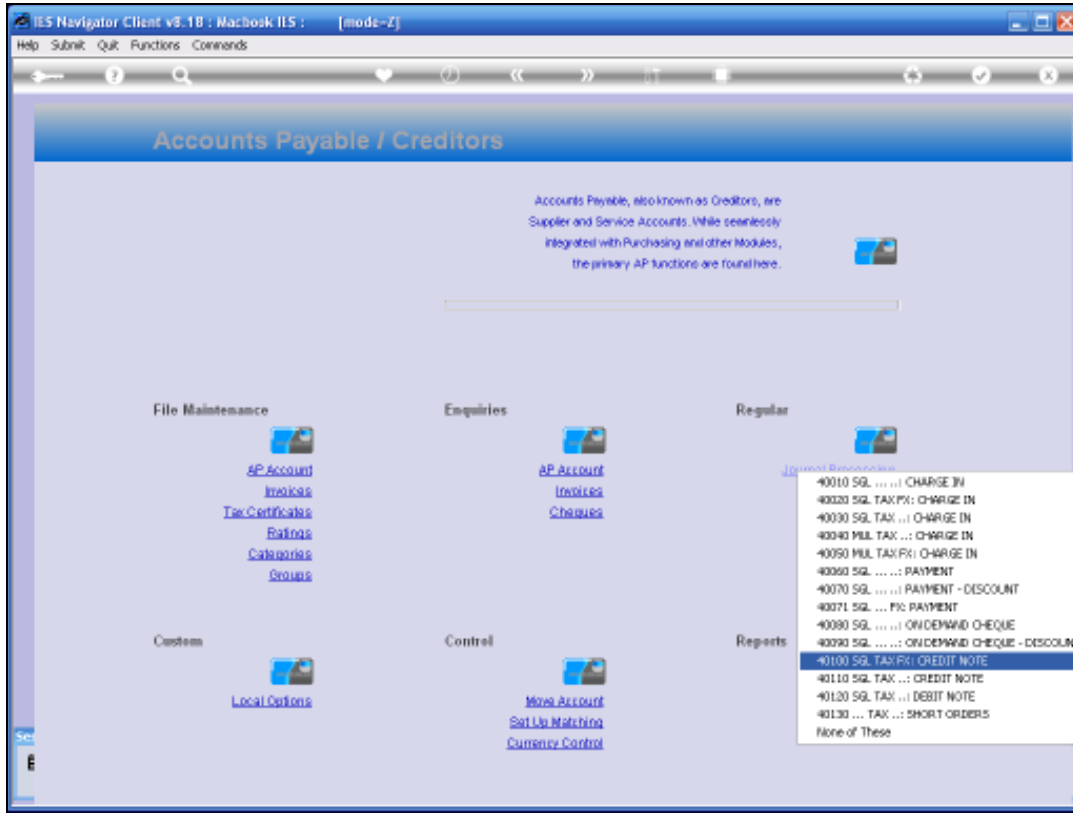 IES Navigator Client v8.18 : Macbook IES : [mode-Z]
Help Submit Quit Functions Commands
Accounts Payable / Creditors
Accounts Payable, also known as Creditors, are
Supplier and Service Accounts. While seamlessly
integrated with Purchasing and other Modules,
the primary AP functions are found here.
File Maintenance
AP Account
Invoices
Tax Certificates
Ratings
Categories
Groups
Enquiries
AP Account
Invoices
Cheques
Regular
Journal Processing
40010 SGL ... ...: CHARGE IN
40020 SGL TAX FX: CHARGE IN
40030 SGL TAX ..: CHARGE IN
40040 MUL TAX ..: CHARGE IN
40050 MUL TAX FX: CHARGE IN
40060 SGL ... ..: PAYMENT
40070 SGL ... ..: PAYMENT - DISCOUNT
40071 SGL ... FX: PAYMENT
40080 SGL ... ..: ON DEMAND CHEQUE
40090 SGL ... ..: ON DEMAND CHEQUE - DISCOUN
40100 SGL TAX FX: CREDIT NOTE
40110 SGL TAX ..: CREDIT NOTE
40120 SGL TAX ..: DEBIT NOTE
40130 ... TAX ..: SHORT ORDERS
None of These
Custom
Local Options
Control
Move Account
Set Up Matching
Currency Control
Reports